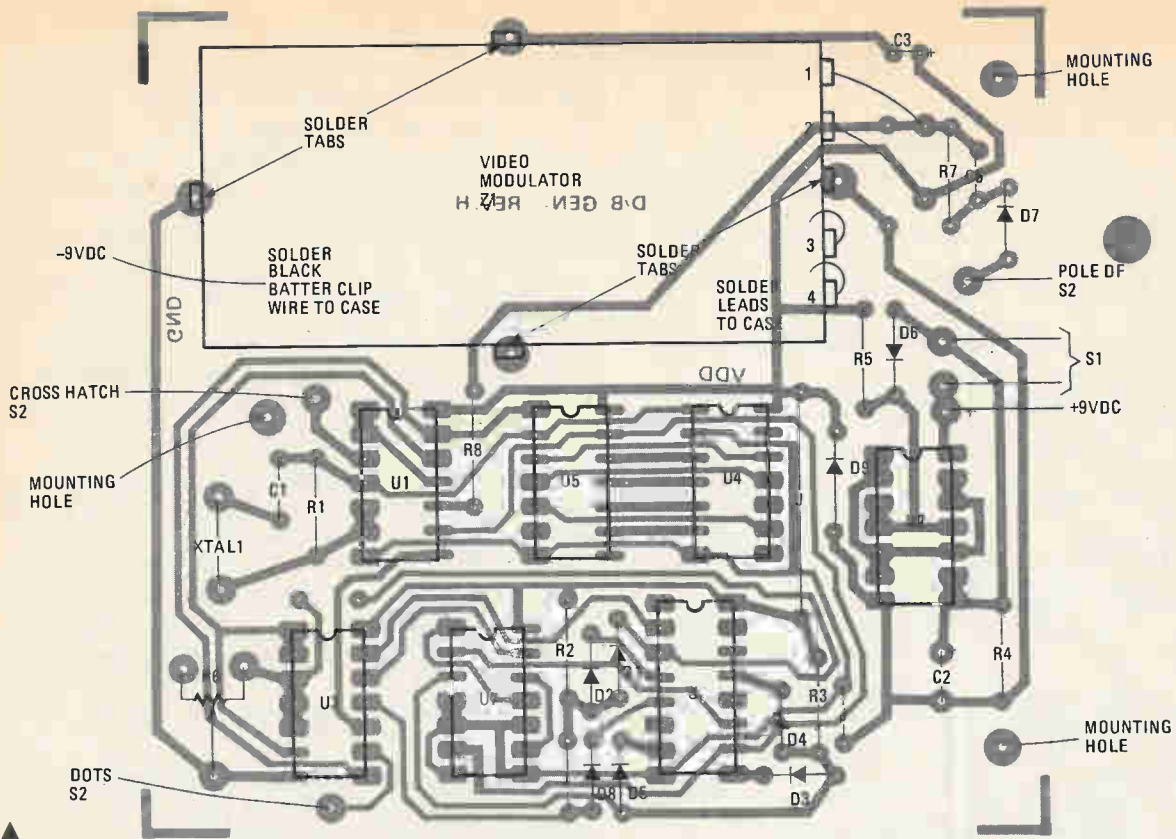 C3
MOUNTING
HOLE
1
2
SOLDER
TABS
VIDEO
MODULATOR
Z1
D/B GEN REV H
R7
D7
3
4
-9VDC
SOLDER
BLACK
BATTER CLIP
WIRE TO CASE
SOLDER
TABS
SOLDER
LEADS
TO CASE
POLE DF
S2
GND
R5
D6
S1
VDD
+9VDC
CROSS HATCH
S2
MOUNTING
HOLE
C1
R1
XTAL1
U1
R8
U5
U4
J
D9
R2
D2
U7
U
R3
D4
C2
R4
D8
D5
D3
DOTS
S2
MOUNTING
HOLE